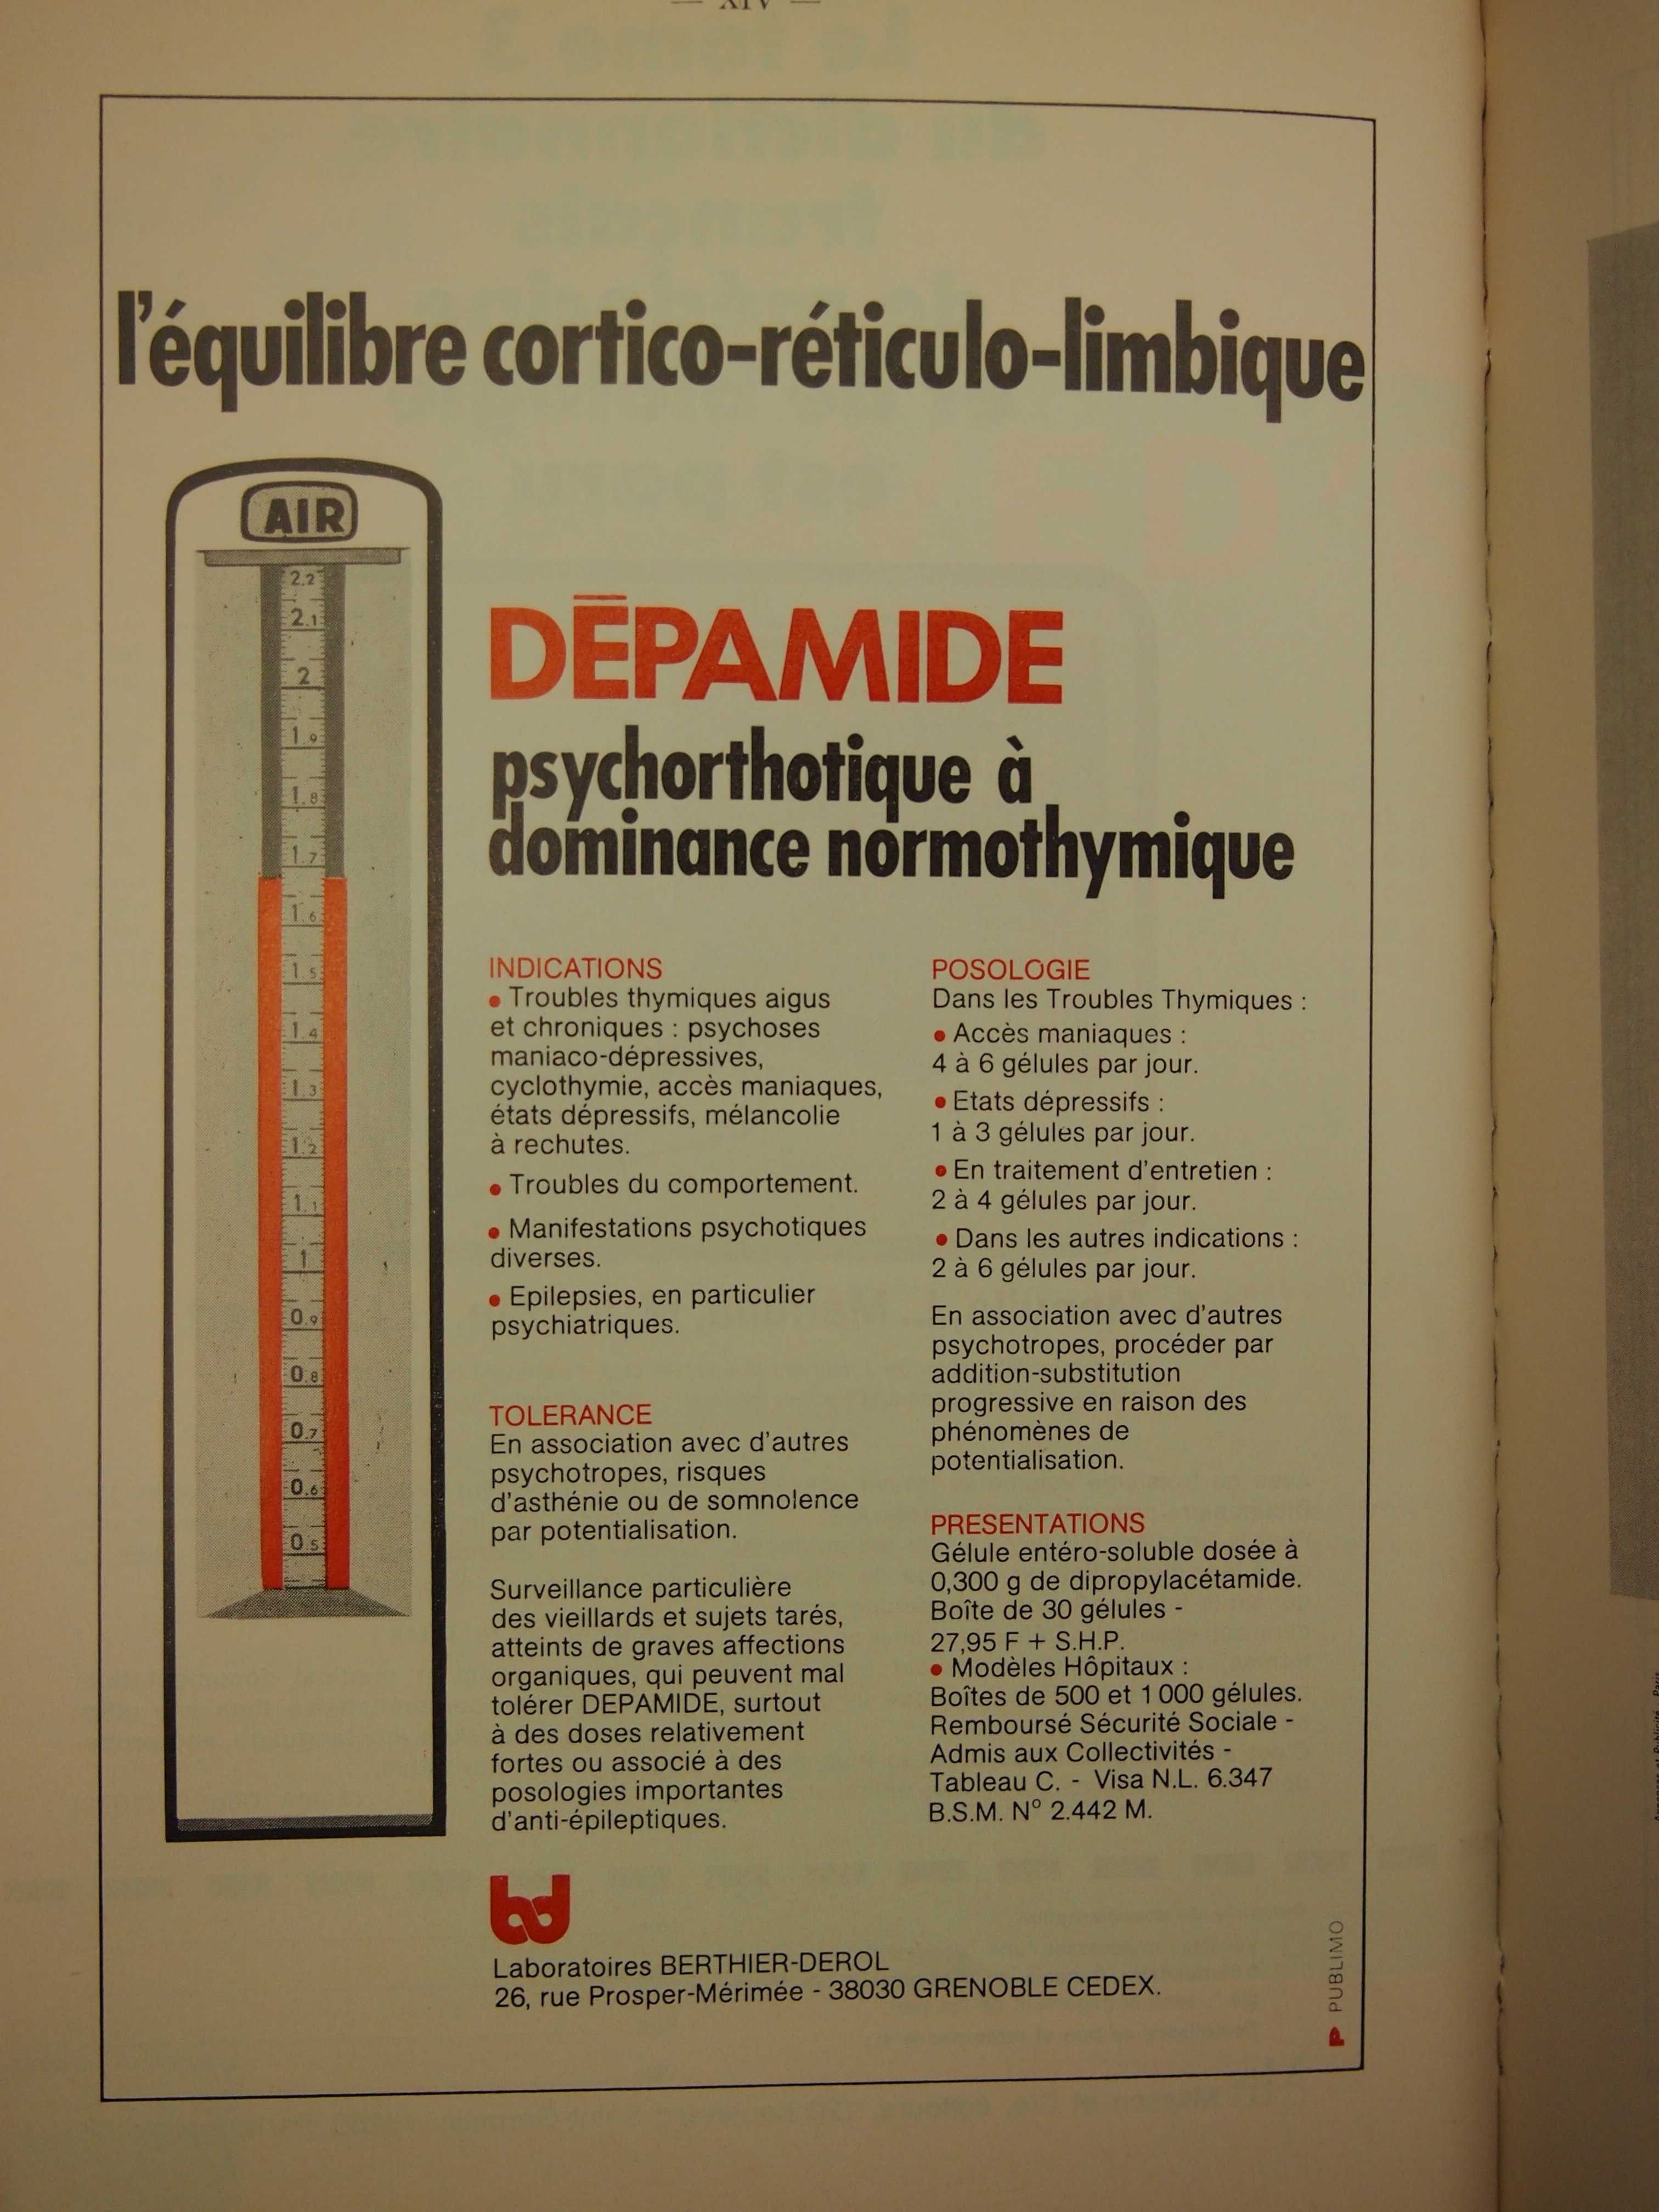 — XIV —
l'équilibre cortico-réticulo-limbique
AIR
2.2
2.1
2
1.9
1.8
1.7
1.6
1.5
1.4
1.3
1.2
1.1
1
0.9
0.8
0.7
0.6
0.5
DÉPAMIDE
psychorthotique à
dominance normothymique
INDICATIONS
• Troubles thymiques aigus
et chroniques : psychoses
maniaco-dépressives,
cyclothymie, accès maniaques,
états dépressifs, mélancolie
à rechutes.
• Troubles du comportement.
• Manifestations psychotiques
diverses.
• Epilepsies, en particulier
psychiatriques.
TOLERANCE
En association avec d'autres
psychotropes, risques
d'asthénie ou de somnolence
par potentialisation.
Surveillance particulière
des vieillards et sujets tarés,
atteints de graves affections
organiques, qui peuvent mal
tolérer DEPAMIDE, surtout
à des doses relativement
fortes ou associé à des
posologies importantes
d'anti-épileptiques.
POSOLOGIE
Dans les Troubles Thymiques :
• Accès maniaques :
4 à 6 gélules par jour.
• Etats dépressifs :
1 à 3 gélules par jour.
• En traitement d'entretien :
2 à 4 gélules par jour.
• Dans les autres indications :
2 à 6 gélules par jour.
En association avec d'autres
psychotropes, procéder par
addition-substitution
progressive en raison des
phénomènes de
potentialisation.
PRESENTATIONS
Gélule entéro-soluble dosée à
0,300 g de dipropylacétamide.
Boîte de 30 gélules -
27,95 F + S.H.P.
• Modèles Hôpitaux :
Boîtes de 500 et 1 000 gélules.
Remboursé Sécurité Sociale -
Admis aux Collectivités -
Tableau C. - Visa N.L. 6.347
B.S.M. N° 2.442 M.
bd
Laboratoires BERTHIER-DEROL
26, rue Prosper-Mérimée - 38030 GRENOBLE CEDEX.
P PUBLIMO